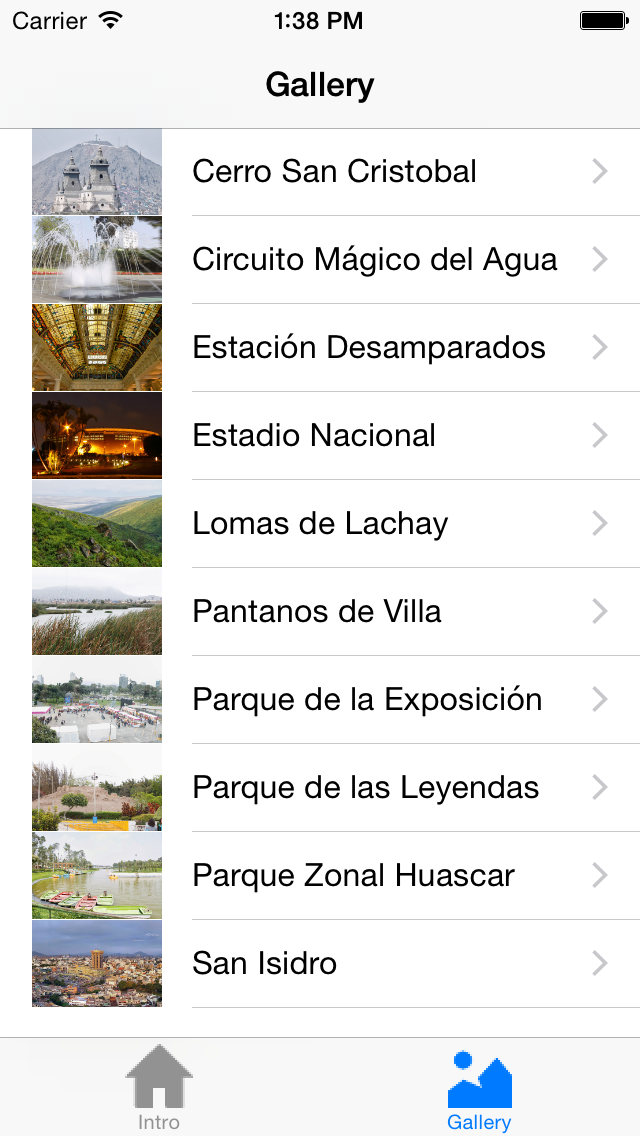 Carrier 1:38 PM
Gallery
Cerro San Cristobal
Circuito Mágico del Agua
Estación Desamparados
Estadio Nacional
Lomas de Lachay
Pantanos de Villa
Parque de la Exposición
Parque de las Leyendas
Parque Zonal Huascar
San Isidro
Intro Gallery